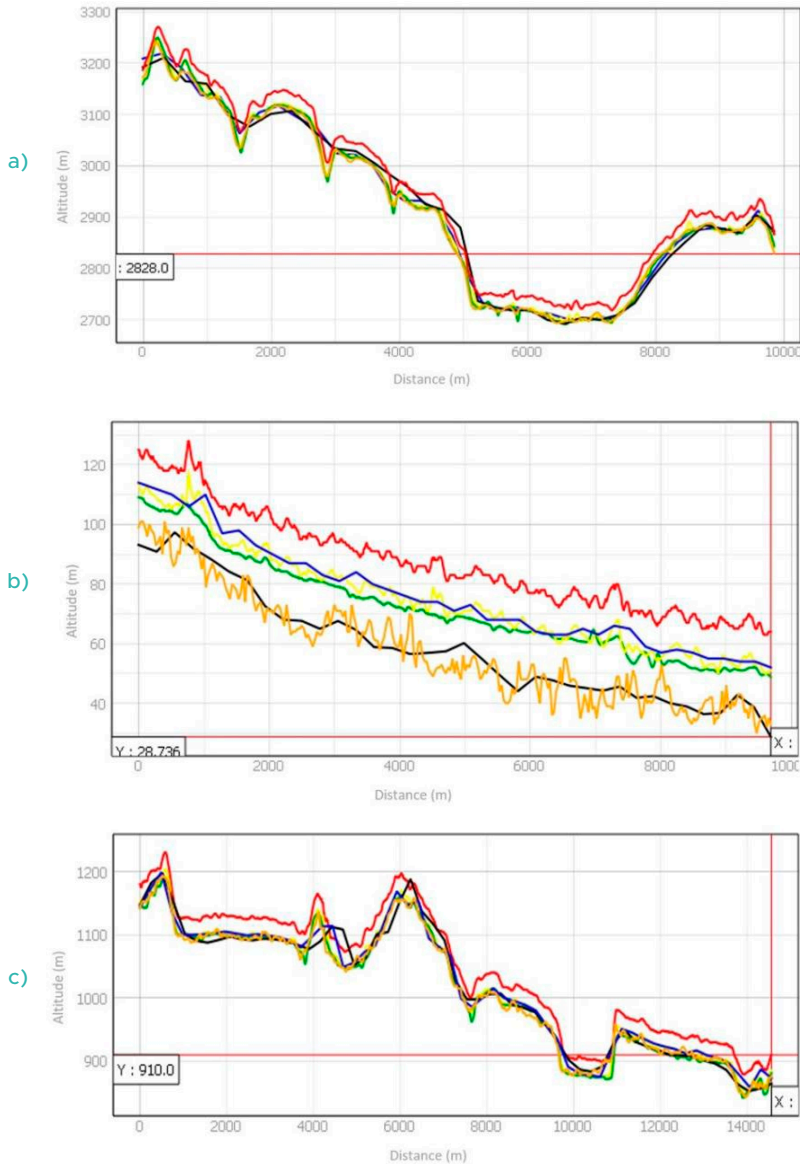 a)
Altitude (m)
3300
3200
3100
3000
2900
2800
2700
: 2828.0
0 2000 4000 6000 8000 10000
Distance (m)
b)
Altitude (m)
120
100
80
60
40
Y : 28.736
X :
0 2000 4000 6000 8000 1000
Distance (m)
c)
Altitude (m)
1200
1100
1000
900
Y : 910.0
X :
0 2000 4000 6000 8000 10000 12000 14000
Distance (m)